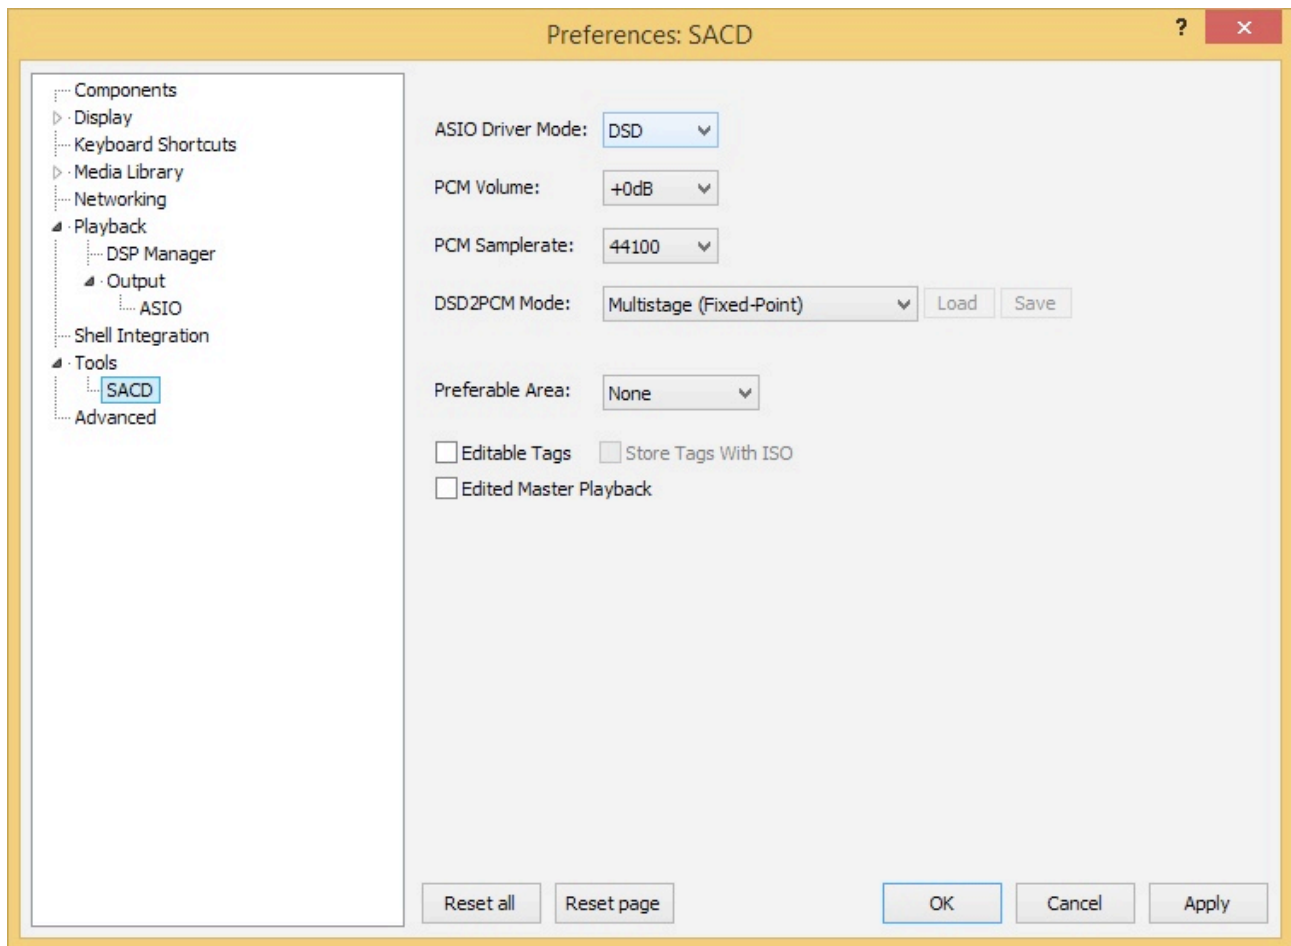 Preferences: SACD
?
Components
Display
Keyboard Shortcuts
Media Library
Networking
Playback
DSP Manager
Output
ASIO
Shell Integration
Tools
SACD
Advanced
ASIO Driver Mode: DSD
PCM Volume: +0dB
PCM Samplerate: 44100
DSD2PCM Mode: Multistage (Fixed-Point) Load Save
Preferable Area: None
Editable Tags Store Tags With ISO
Edited Master Playback
Reset all Reset page OK Cancel Apply